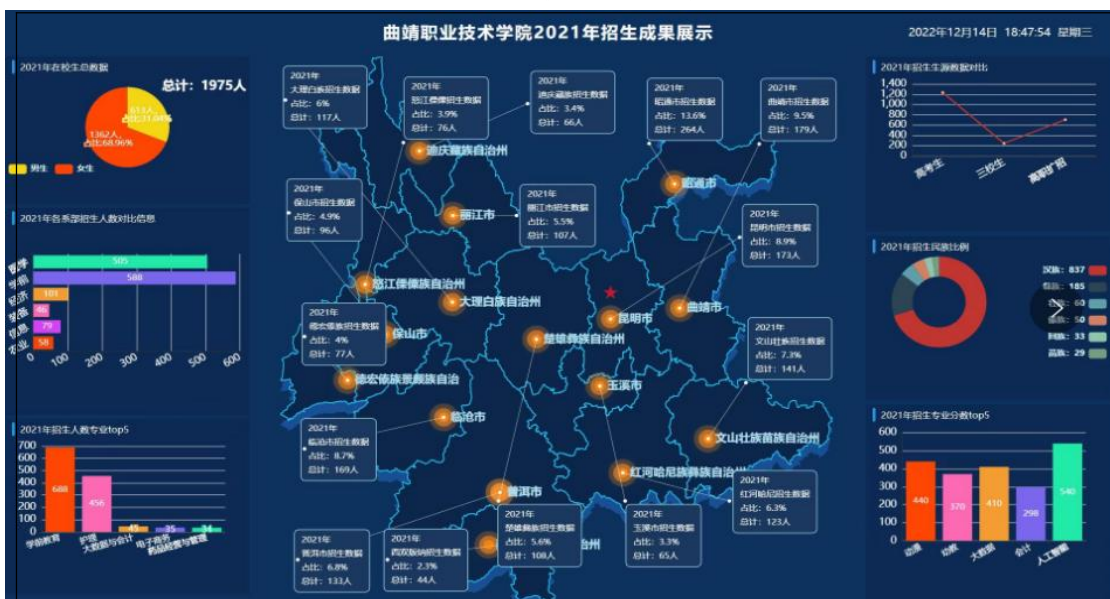 曲靖职业技术学院2021年招生成果展示
2022年12月14日 18:47:54 星期三
2021年在校生总数据
总计：1975人
613人,
占比31.04%
1362人,
占比68.96%
男生
女生
2021年各系部招生人数对比信息
医学
505
学前
588
经济
101
46
信息
79
农业
58
0
100
200
300
400
500
600
2021年招生人数专业top5
700
600
500
400
300
200
100
0
688
456
45
35
34
学前教育
护理
大数据与会计
电子商务
药品经营与管理
2021年
大理白族招生数据
占比：6%
总计：117人
2021年
怒江傈僳招生数据
占比：3.9%
总计：76人
2021年
迪庆藏族招生数据
占比：3.4%
总计：66人
2021年
昭通市招生数据
占比：13.6%
总计：264人
2021年
曲靖市招生数据
占比：9.5%
总计：179人
迪庆藏族自治州
昭通市
2021年
保山市招生数据
占比：4.9%
总计：96人
丽江市
2021年
丽江市招生数据
占比：5.5%
总计：107人
2021年
昆明市招生数据
占比：8.9%
总计：173人
怒江傈僳族自治州
大理白族自治州
昆明市
曲靖市
2021年
德宏傣族招生数据
占比：4%
总计：77人
保山市
楚雄彝族自治州
2021年
文山壮族招生数据
占比：7.3%
总计：141人
德宏傣族景颇族自治
玉溪市
临沧市
2021年
临沧市招生数据
占比：8.7%
总计：169人
文山壮族苗族自治州
红河哈尼族彝族自治州
普洱市
2021年
红河哈尼招生数据
占比：6.3%
总计：123人
2021年
普洱市招生数据
占比：6.8%
总计：133人
2021年
西双版纳招生数据
占比：2.3%
总计：44人
2021年
楚雄彝族招生数据
占比：5.6%
总计：108人
治州
2021年
玉溪市招生数据
占比：3.3%
总计：65人
2021年招生生源数据对比
1,400
1,200
1,000
800
600
400
200
0
高考生
三校生
高职扩招
2021年招生民族比例
汉族：837
彝族：185
60
50
回族：33
苗族：29
2021年招生专业分数top5
600
500
400
300
200
100
0
440
370
410
298
540
动漫
幼教
大数据
会计
人工智能